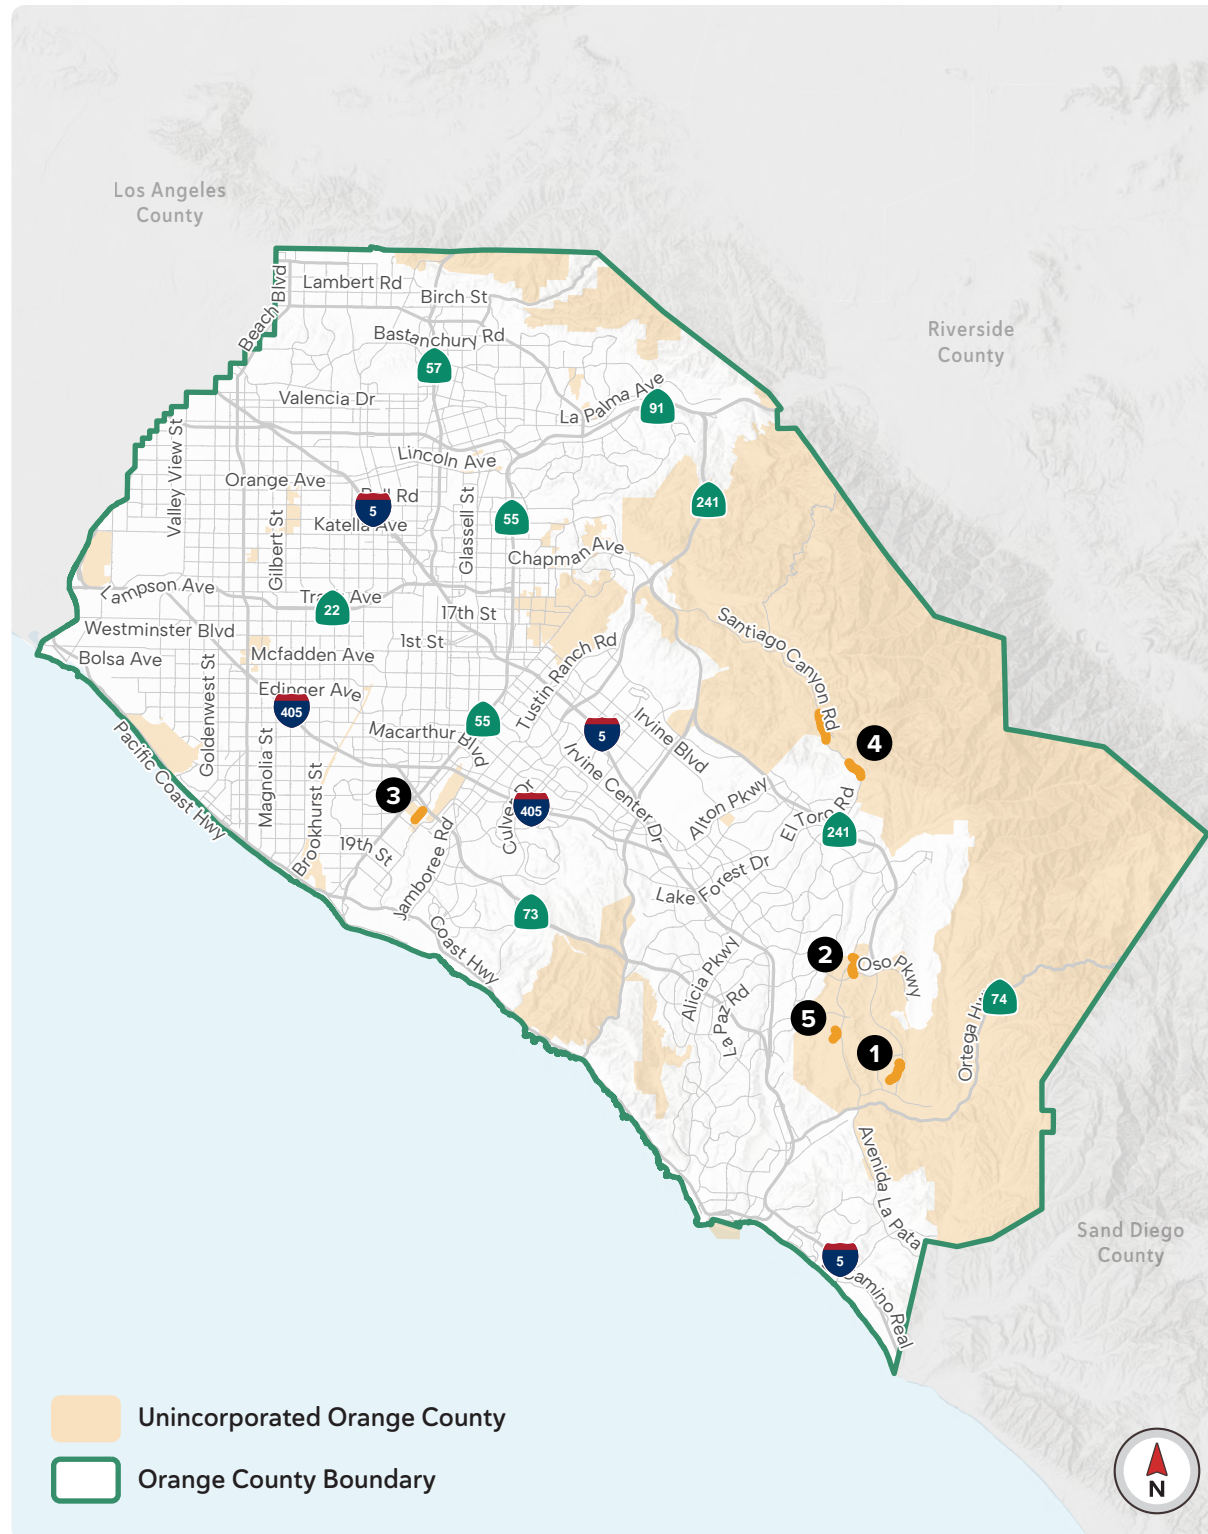 Los Angeles
County
Riverside
County
Lambert Rd
Birch St
Beach Blvd
Bastanchury Rd
57
Valencia Dr
La Palma Ave
91
Valley View St
Lincoln Ave
Orange Ave
Rd
5
Katella Ave
Gilbert St
Glassell St
55
241
Chapman Ave
Lampson Ave
Ave
22
17th St
Westminster Blvd
1st St
Santiago Canyon Rd
Bolsa Ave
Mcfadden Ave
Tustin Ranch Rd
Goldenwest St
Edinger Ave
405
55
5
Irvine Blvd
Macarthur Blvd
Pacific Coast Hwy
Magnolia St
Brookhurst St
Irvine Center Dr
4
3
Culver Dr
405
Alton Pkwy
El Toro Rd
241
19th St
Jamboree Rd
Lake Forest Dr
73
Coast Hwy
Alicia Pkwy
La Paz Rd
2
Oso Pkwy
74
Ortega
5
1
Avenida La Pata
5
Camino Real
Sand Diego
County
Unincorporated Orange County
Orange County Boundary
N